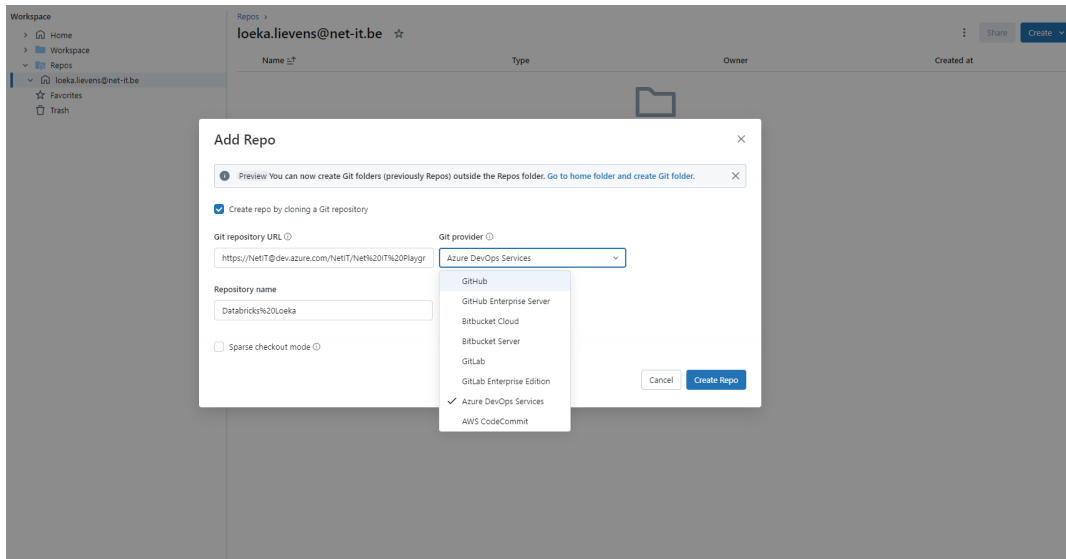 Workspace
Home
Workspace
Repos
loeka.lievens@net-it.be
Favorites
Trash
Repos ›
loeka.lievens@net-it.be
Share
Create
Name Type Owner Created at
Add Repo
Preview You can now create Git folders (previously Repos) outside the Repos folder. Go to home folder and create Git folder.
Create repo by cloning a Git repository
Git repository URL
Git provider
https://NetIT@dev.azure.com/NetIT/Net%20IT%20Playgr
Azure DevOps Services
Repository name
Databricks%20Loeka
Sparse checkout mode
GitHub
GitHub Enterprise Server
Bitbucket Cloud
Bitbucket Server
GitLab
GitLab Enterprise Edition
Azure DevOps Services
AWS CodeCommit
Cancel
Create Repo